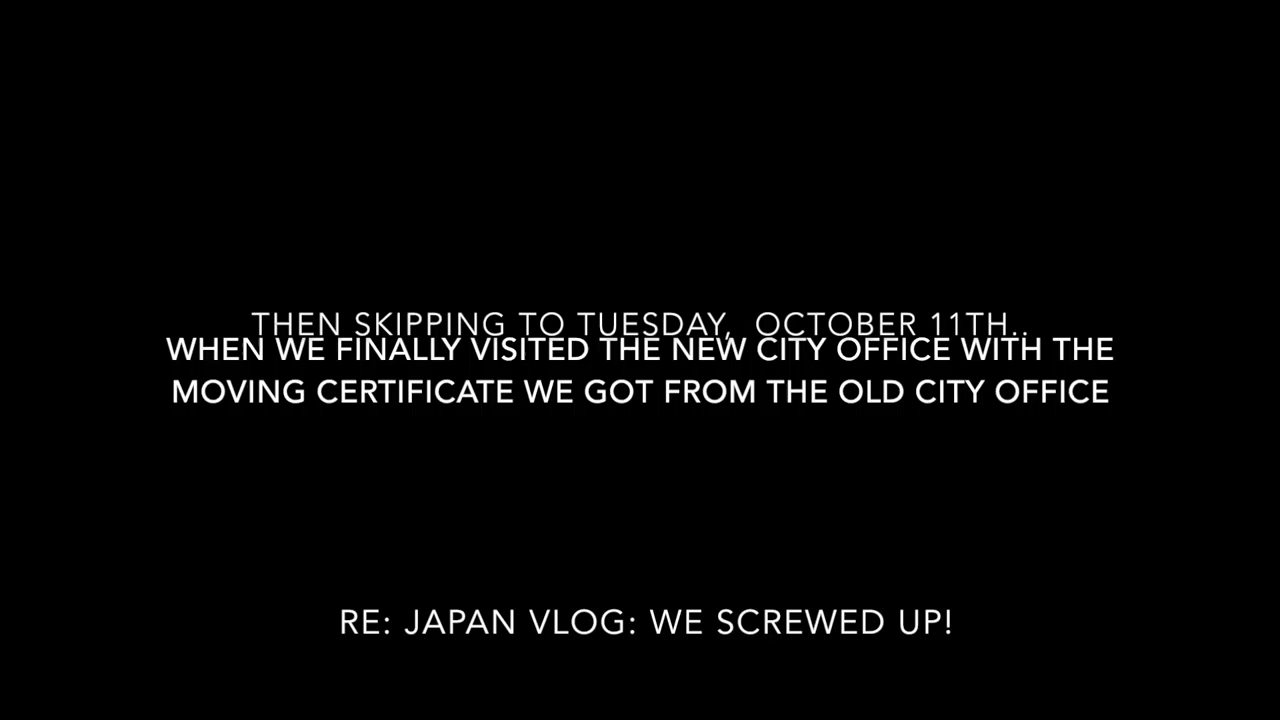 THEN SKIPPING TO TUESDAY,  OCTOBER 11TH..
WHEN WE FINALLY VISITED THE NEW CITY OFFICE WITH THE
MOVING CERTIFICATE WE GOT FROM THE OLD CITY OFFICE
RE: JAPAN VLOG: WE SCREWED UP!